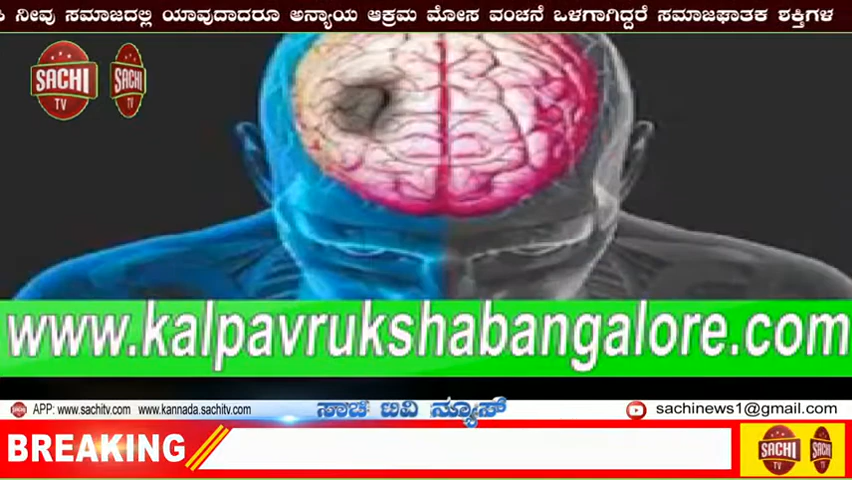 ನೀವು ಸಮಾಜದಲ್ಲಿ ಯಾವುದಾದರೂ ಅನ್ಯಾಯ ಆಕ್ರಮ ಮೋಸ ವಂಚನೆ ಒಳಗಾಗಿದ್ದರೆ ಸಮಾಜಘಾತಕ ಶಕ್ತಿಗಳ
SACHI TV SACHI TV
www.kalpavrukshabangalore.com
APP: www.sachitv.com www.kannada.sachitv.com ಸಾಚಿ ಟಿವಿ ನ್ಯೂಸ್ sachinews1@gmail.com
BREAKING SACHI TV SACHI TV